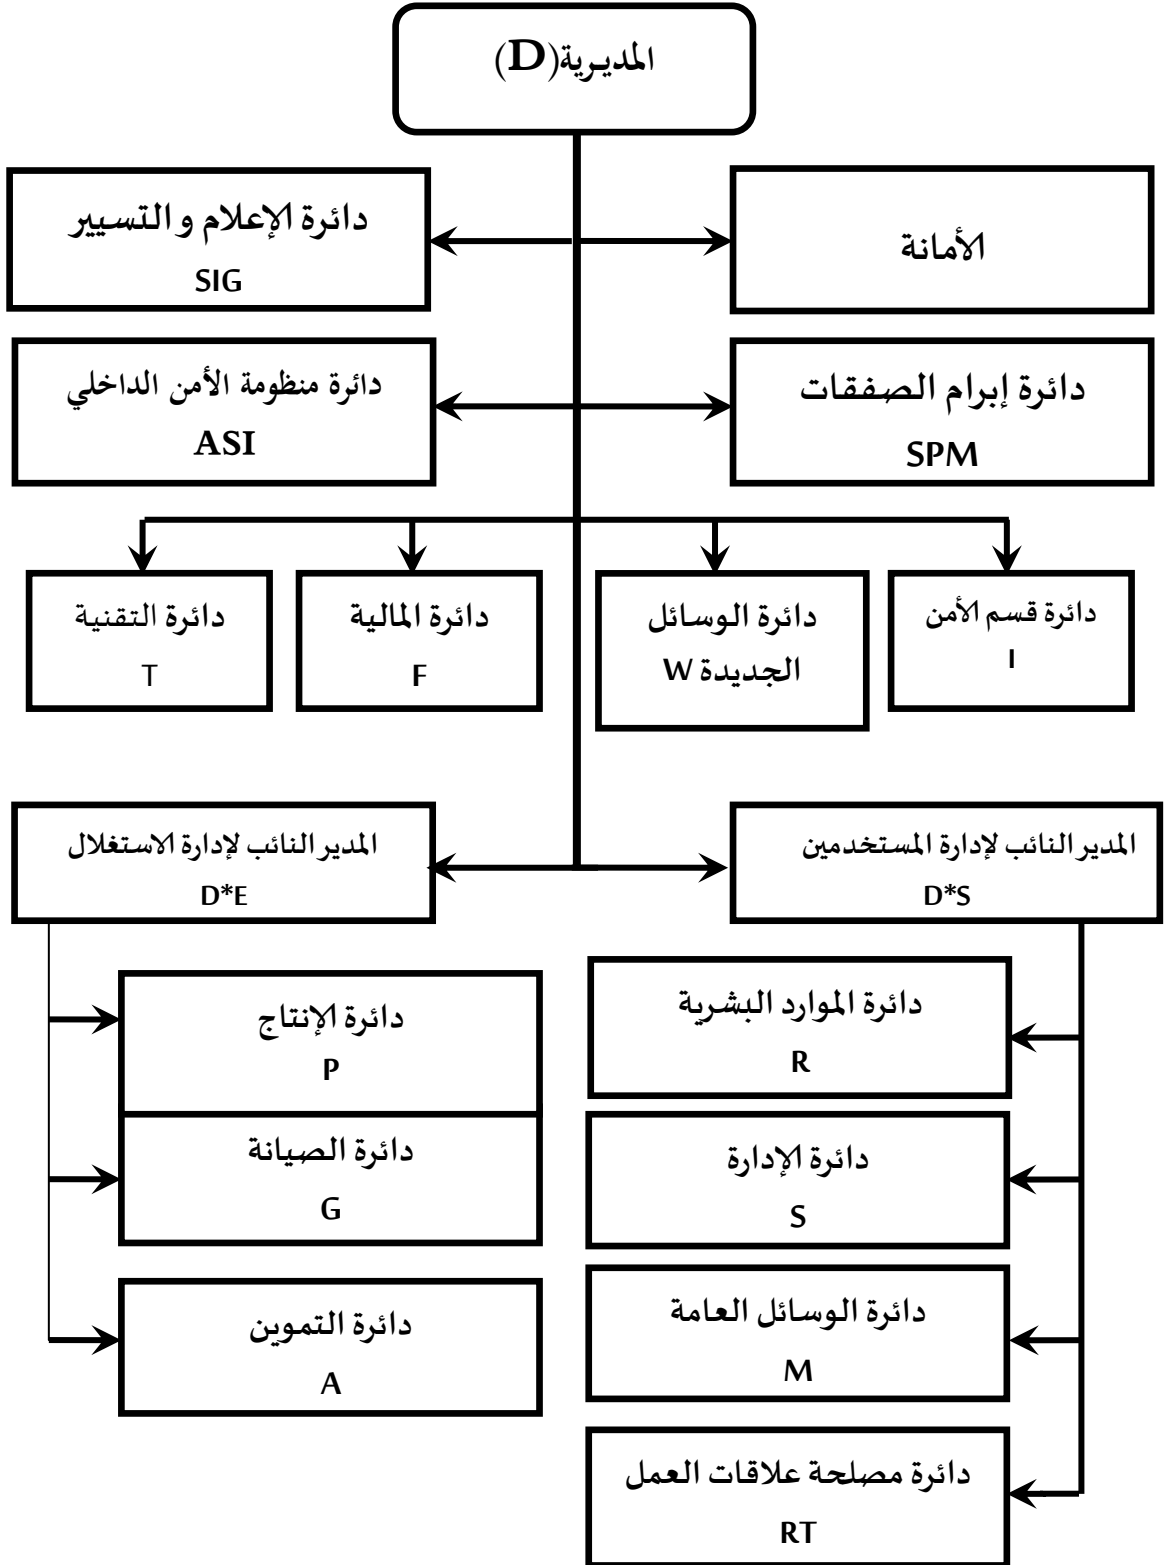 المديرية(D)
الأمانة
دائرة الإعلام و التسيير
SIG
دائرة إبرام الصفقات
SPM
دائرة منظومة الأمن الداخلي
ASI
دائرة قسم الأمن
I
دائرة الوسائل
الجديدة W
دائرة المالية
F
دائرة التقنية
T
المدير النائب لإدارة المستخدمين
D*S
المدير النائب لإدارة الاستغلال
D*E
دائرة الموارد البشرية
R
دائرة الإدارة
S
دائرة الوسائل العامة
M
دائرة مصلحة علاقات العمل
RT
دائرة الإنتاج
P
دائرة الصيانة
G
دائرة التموين
A